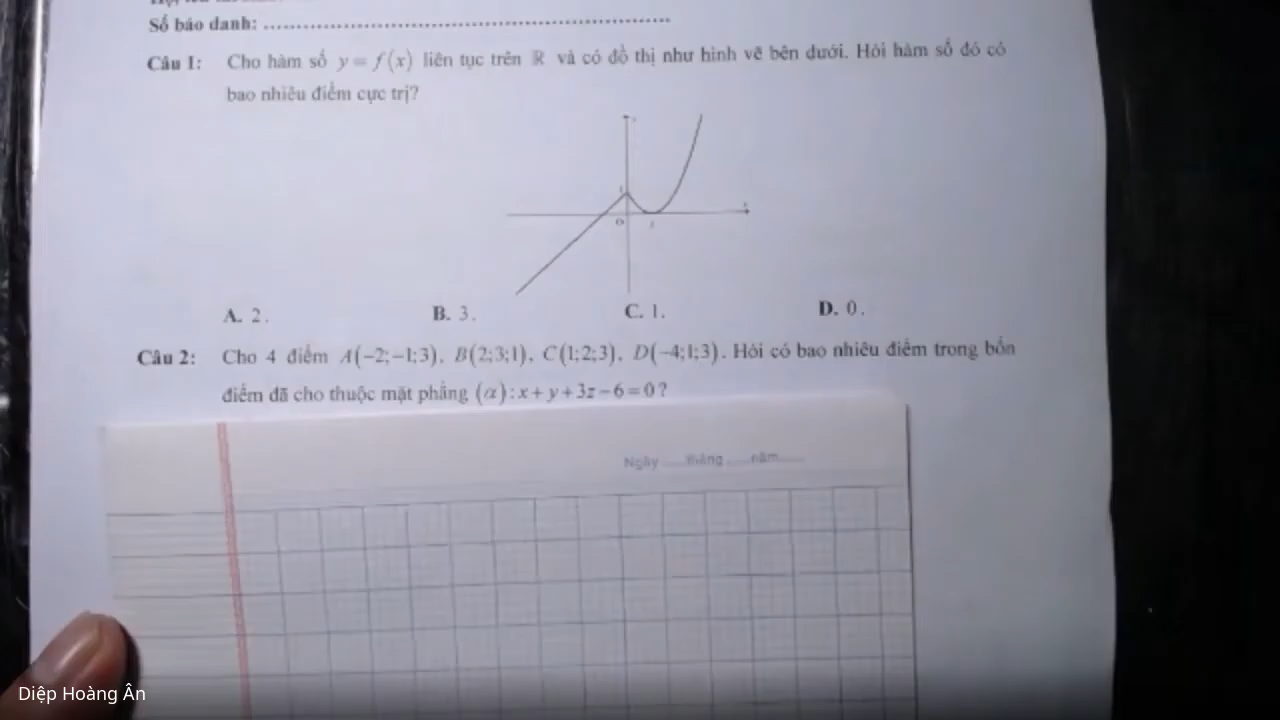 Số báo danh: ........................................................................
Câu 1: Cho hàm số y = f(x) liên tục trên ℝ và có đồ thị như hình vẽ bên dưới. Hỏi hàm số đó có
bao nhiêu điểm cực trị?
1
O
A. 2. B. 3. C. 1. D. 0.
Câu 2: Cho 4 điểm A(−2;−1;3), B(2;3;1), C(1;2;3), D(−4;1;3). Hỏi có bao nhiêu điểm trong bốn
điểm đã cho thuộc mặt phẳng (α): x + y + 3z − 6 = 0?
Ngày ......tháng ......năm.......
Diệp Hoàng Ân